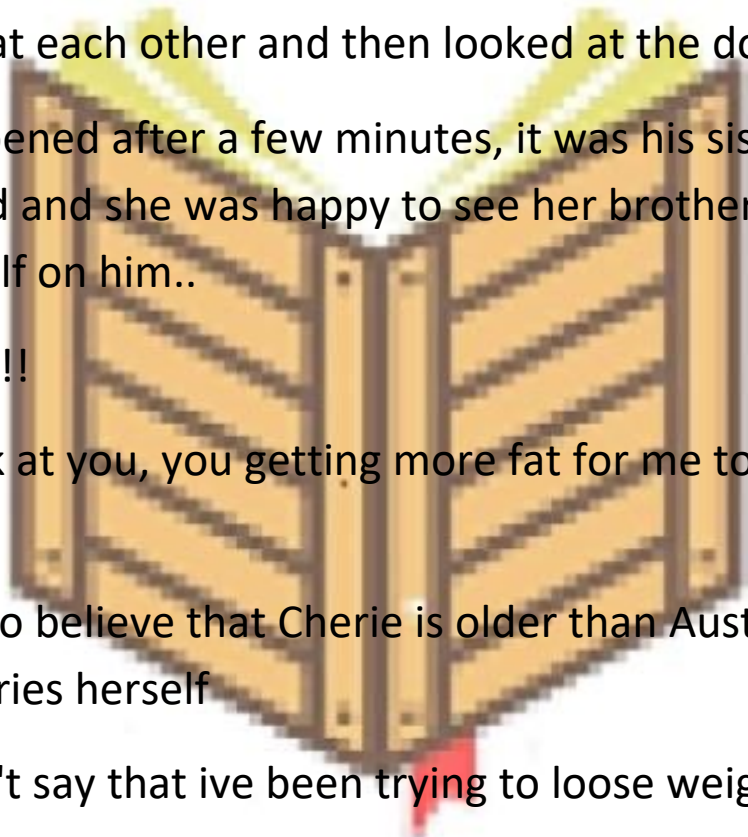 at each other and then looked at the do
ened after a few minutes, it was his sis
d and she was happy to see her brother
lf on him..
!!
k at you, you getting more fat for me to
o believe that Cherie is older than Aust
ries herself
't say that ive been trying to loose weig